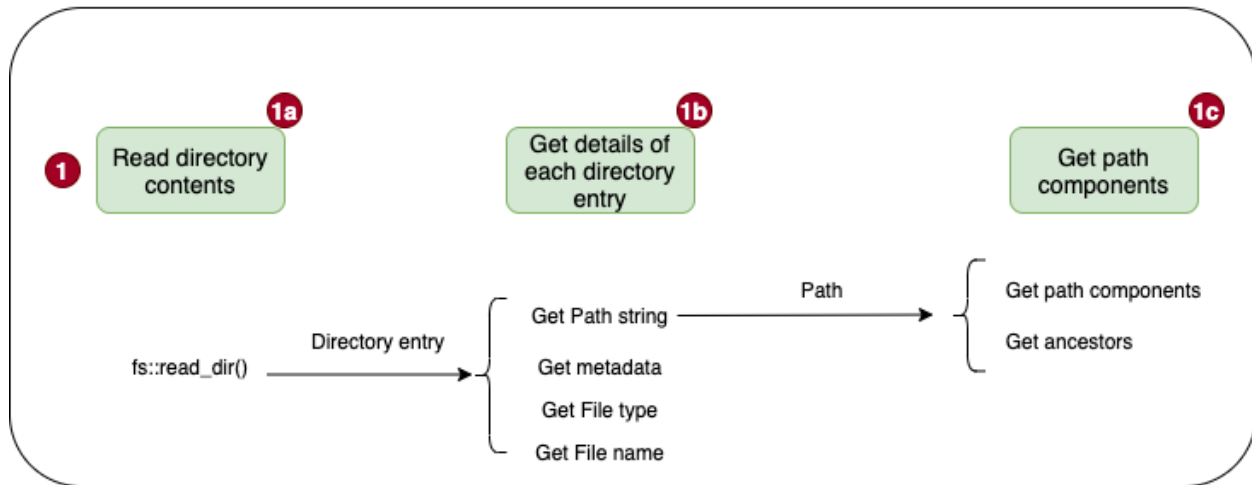 1
1a
Read directory
contents
1b
Get details of
each directory
entry
1c
Get path
components
fs::read_dir()
Directory entry
Get Path string
Get metadata
Get File type
Get File name
Path
Get path components
Get ancestors